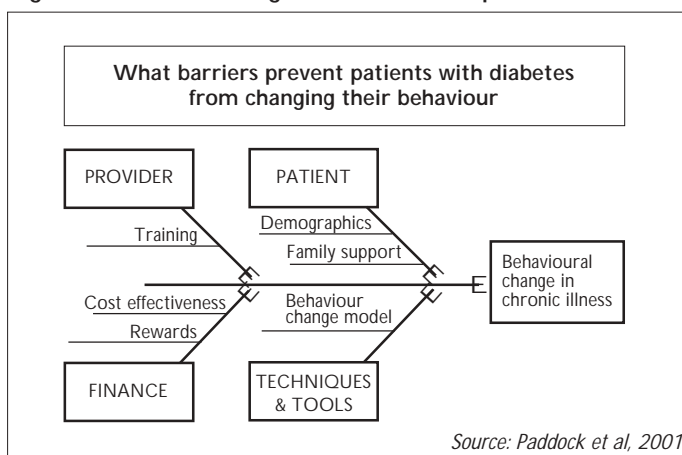 What barriers prevent patients with diabetes
from changing their behaviour
PROVIDER
PATIENT
Training
Demographics
Family support
Behavioural
change in
chronic illness
Cost effectiveness
Rewards
Behaviour
change model
FINANCE
TECHNIQUES
& TOOLS
Source: Paddock et al, 2001